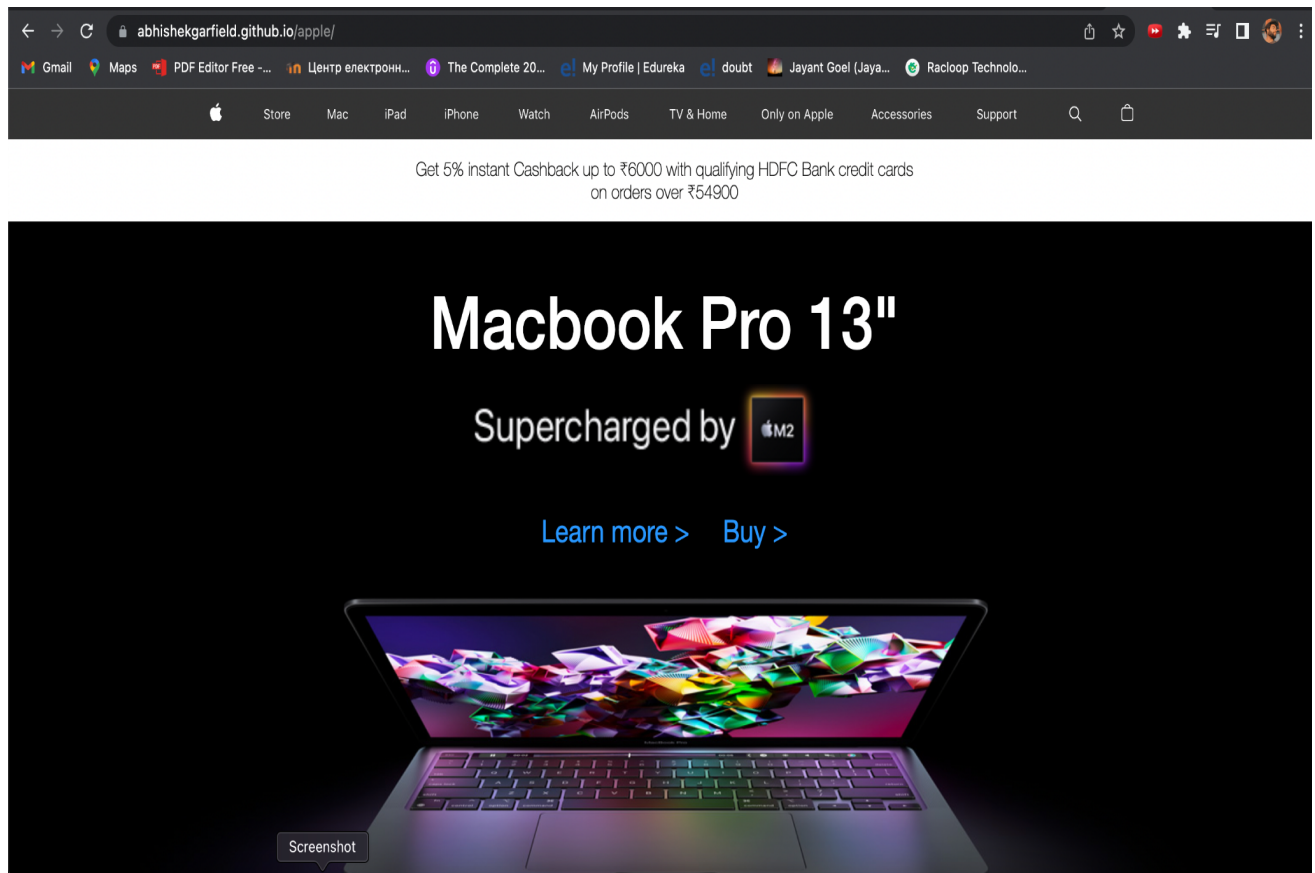 abhishekgarfield.github.io/apple/
Gmail Maps PDF Editor Free -... Центр електронн... The Complete 20... My Profile | Edureka doubt Jayant Goel (Jaya... Racloop Technolo...
Store Mac iPad iPhone Watch AirPods TV & Home Only on Apple Accessories Support
Get 5% instant Cashback up to ₹6000 with qualifying HDFC Bank credit cards
on orders over ₹54900
Macbook Pro 13"
Supercharged by M2
Learn more > Buy >
MacBook Pro
Screenshot